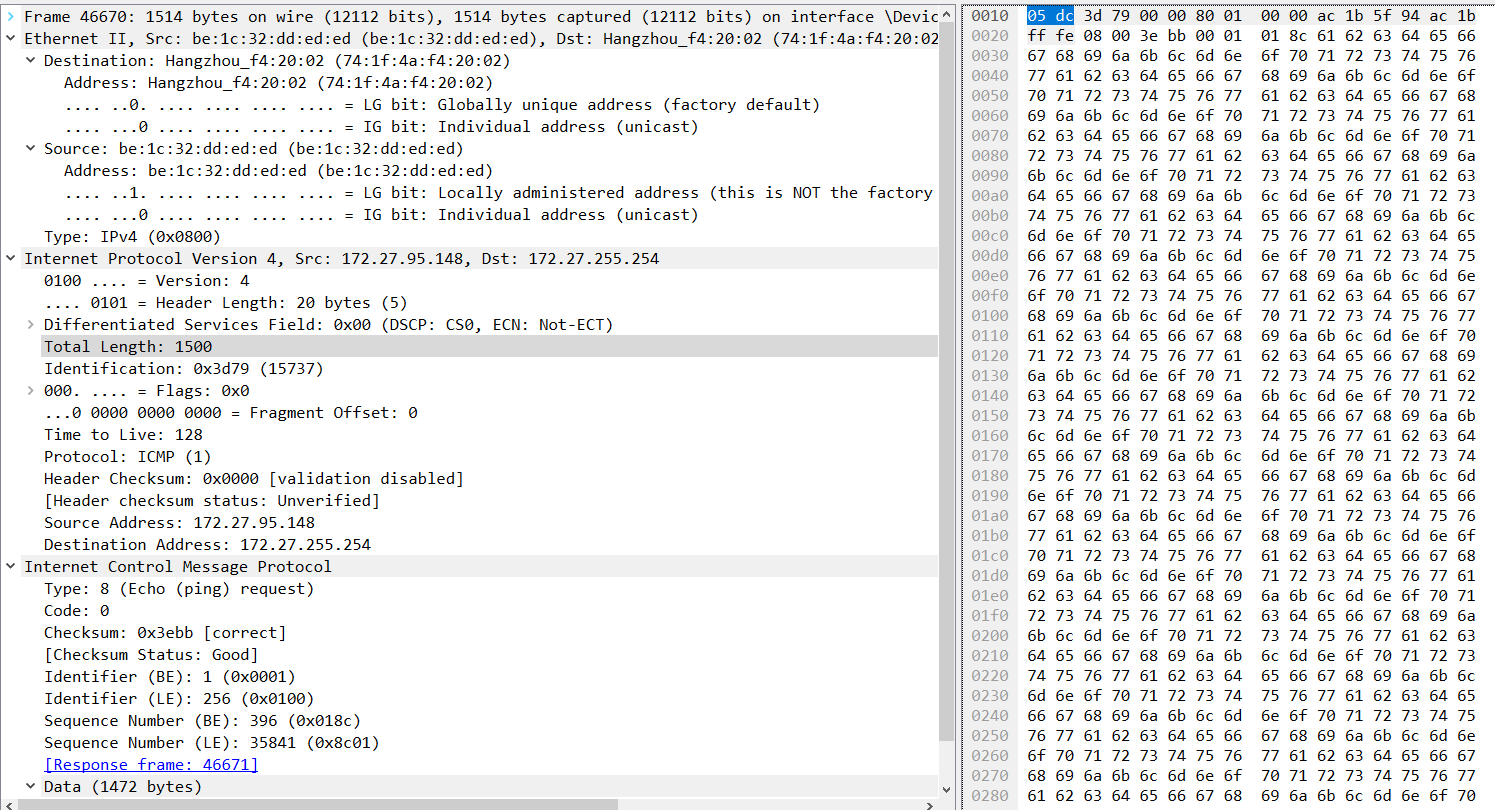 Frame 46670: 1514 bytes on wire (12112 bits), 1514 bytes captured (12112 bits) on interface \Devic
Ethernet II, Src: be:1c:32:dd:ed:ed (be:1c:32:dd:ed:ed), Dst: Hangzhou_f4:20:02 (74:1f:4a:f4:20:02
Destination: Hangzhou_f4:20:02 (74:1f:4a:f4:20:02)
Address: Hangzhou_f4:20:02 (74:1f:4a:f4:20:02)
.... ..0. .... .... .... .... = LG bit: Globally unique address (factory default)
.... ...0 .... .... .... .... = IG bit: Individual address (unicast)
Source: be:1c:32:dd:ed:ed (be:1c:32:dd:ed:ed)
Address: be:1c:32:dd:ed:ed (be:1c:32:dd:ed:ed)
.... ..1. .... .... .... .... = LG bit: Locally administered address (this is NOT the factory
.... ...0 .... .... .... .... = IG bit: Individual address (unicast)
Type: IPv4 (0x0800)
Internet Protocol Version 4, Src: 172.27.95.148, Dst: 172.27.255.254
0100 .... = Version: 4
.... 0101 = Header Length: 20 bytes (5)
Differentiated Services Field: 0x00 (DSCP: CS0, ECN: Not-ECT)
Total Length: 1500
Identification: 0x3d79 (15737)
000. .... = Flags: 0x0
...0 0000 0000 0000 = Fragment Offset: 0
Time to Live: 128
Protocol: ICMP (1)
Header Checksum: 0x0000 [validation disabled]
[Header checksum status: Unverified]
Source Address: 172.27.95.148
Destination Address: 172.27.255.254
Internet Control Message Protocol
Type: 8 (Echo (ping) request)
Code: 0
Checksum: 0x3ebb [correct]
[Checksum Status: Good]
Identifier (BE): 1 (0x0001)
Identifier (LE): 256 (0x0100)
Sequence Number (BE): 396 (0x018c)
Sequence Number (LE): 35841 (0x8c01)
[Response frame: 46671]
Data (1472 bytes)
0010 05 dc 3d 79 00 00 80 01 00 00 ac 1b 5f 94 ac 1b
0020 ff fe 08 00 3e bb 00 01 01 8c 61 62 63 64 65 66
0030 67 68 69 6a 6b 6c 6d 6e 6f 70 71 72 73 74 75 76
0040 77 61 62 63 64 65 66 67 68 69 6a 6b 6c 6d 6e 6f
0050 70 71 72 73 74 75 76 77 61 62 63 64 65 66 67 68
0060 69 6a 6b 6c 6d 6e 6f 70 71 72 73 74 75 76 77 61
0070 62 63 64 65 66 67 68 69 6a 6b 6c 6d 6e 6f 70 71
0080 72 73 74 75 76 77 61 62 63 64 65 66 67 68 69 6a
0090 6b 6c 6d 6e 6f 70 71 72 73 74 75 76 77 61 62 63
00a0 64 65 66 67 68 69 6a 6b 6c 6d 6e 6f 70 71 72 73
00b0 74 75 76 77 61 62 63 64 65 66 67 68 69 6a 6b 6c
00c0 6d 6e 6f 70 71 72 73 74 75 76 77 61 62 63 64 65
00d0 66 67 68 69 6a 6b 6c 6d 6e 6f 70 71 72 73 74 75
00e0 76 77 61 62 63 64 65 66 67 68 69 6a 6b 6c 6d 6e
00f0 6f 70 71 72 73 74 75 76 77 61 62 63 64 65 66 67
0100 68 69 6a 6b 6c 6d 6e 6f 70 71 72 73 74 75 76 77
0110 61 62 63 64 65 66 67 68 69 6a 6b 6c 6d 6e 6f 70
0120 71 72 73 74 75 76 77 61 62 63 64 65 66 67 68 69
0130 6a 6b 6c 6d 6e 6f 70 71 72 73 74 75 76 77 61 62
0140 63 64 65 66 67 68 69 6a 6b 6c 6d 6e 6f 70 71 72
0150 73 74 75 76 77 61 62 63 64 65 66 67 68 69 6a 6b
0160 6c 6d 6e 6f 70 71 72 73 74 75 76 77 61 62 63 64
0170 65 66 67 68 69 6a 6b 6c 6d 6e 6f 70 71 72 73 74
0180 75 76 77 61 62 63 64 65 66 67 68 69 6a 6b 6c 6d
0190 6e 6f 70 71 72 73 74 75 76 77 61 62 63 64 65 66
01a0 67 68 69 6a 6b 6c 6d 6e 6f 70 71 72 73 74 75 76
01b0 77 61 62 63 64 65 66 67 68 69 6a 6b 6c 6d 6e 6f
01c0 70 71 72 73 74 75 76 77 61 62 63 64 65 66 67 68
01d0 69 6a 6b 6c 6d 6e 6f 70 71 72 73 74 75 76 77 61
01e0 62 63 64 65 66 67 68 69 6a 6b 6c 6d 6e 6f 70 71
01f0 72 73 74 75 76 77 61 62 63 64 65 66 67 68 69 6a
0200 6b 6c 6d 6e 6f 70 71 72 73 74 75 76 77 61 62 63
0210 64 65 66 67 68 69 6a 6b 6c 6d 6e 6f 70 71 72 73
0220 74 75 76 77 61 62 63 64 65 66 67 68 69 6a 6b 6c
0230 6d 6e 6f 70 71 72 73 74 75 76 77 61 62 63 64 65
0240 66 67 68 69 6a 6b 6c 6d 6e 6f 70 71 72 73 74 75
0250 76 77 61 62 63 64 65 66 67 68 69 6a 6b 6c 6d 6e
0260 6f 70 71 72 73 74 75 76 77 61 62 63 64 65 66 67
0270 68 69 6a 6b 6c 6d 6e 6f 70 71 72 73 74 75 76 77
0280 61 62 63 64 65 66 67 68 69 6a 6b 6c 6d 6e 6f 70